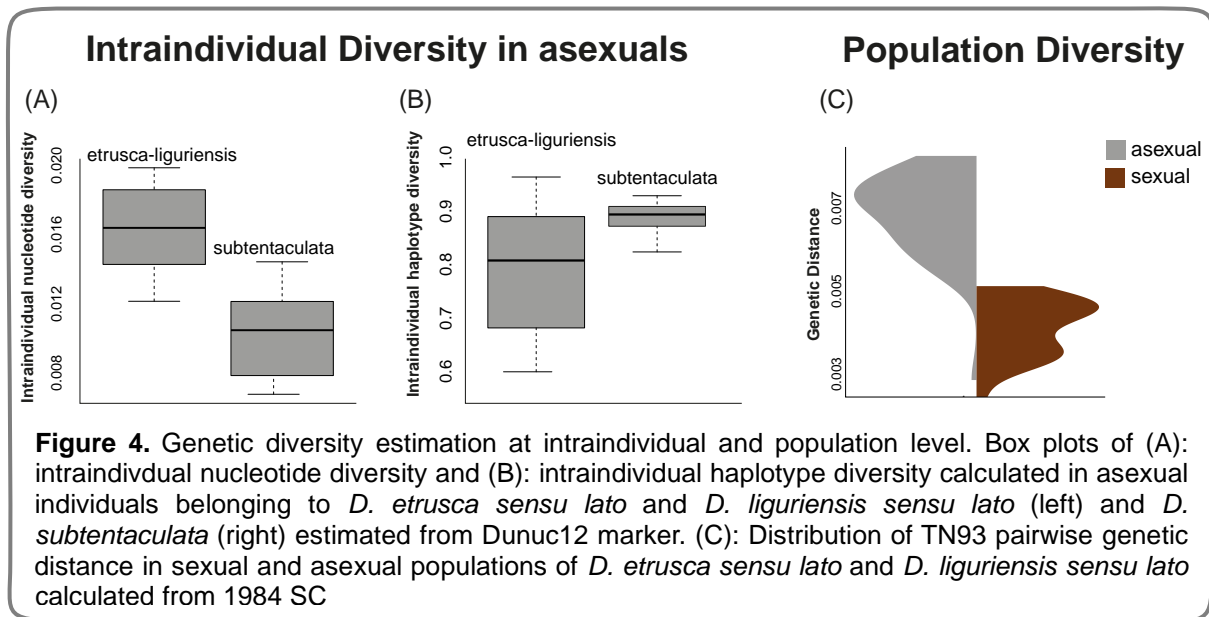 Intraindividual Diversity in asexuals
Population Diversity
(A)
Intraindividual nucleotide diversity
0.020
0.016
0.012
0.008
etrusca-liguriensis
subtentaculata
(B)
Intraindividual haplotype diversity
1.0
0.9
0.8
0.7
0.6
etrusca-liguriensis
subtentaculata
(C)
Genetic Distance
0.007
0.005
0.003
asexual
sexual
Figure 4. Genetic diversity estimation at intraindividual and population level. Box plots of (A):
intraindivdual nucleotide diversity and (B): intraindividual haplotype diversity calculated in asexual
individuals belonging to D. etrusca sensu lato and D. liguriensis sensu lato (left) and D.
subtentaculata (right) estimated from Dunuc12 marker. (C): Distribution of TN93 pairwise genetic
distance in sexual and asexual populations of D. etrusca sensu lato and D. liguriensis sensu lato
calculated from 1984 SC